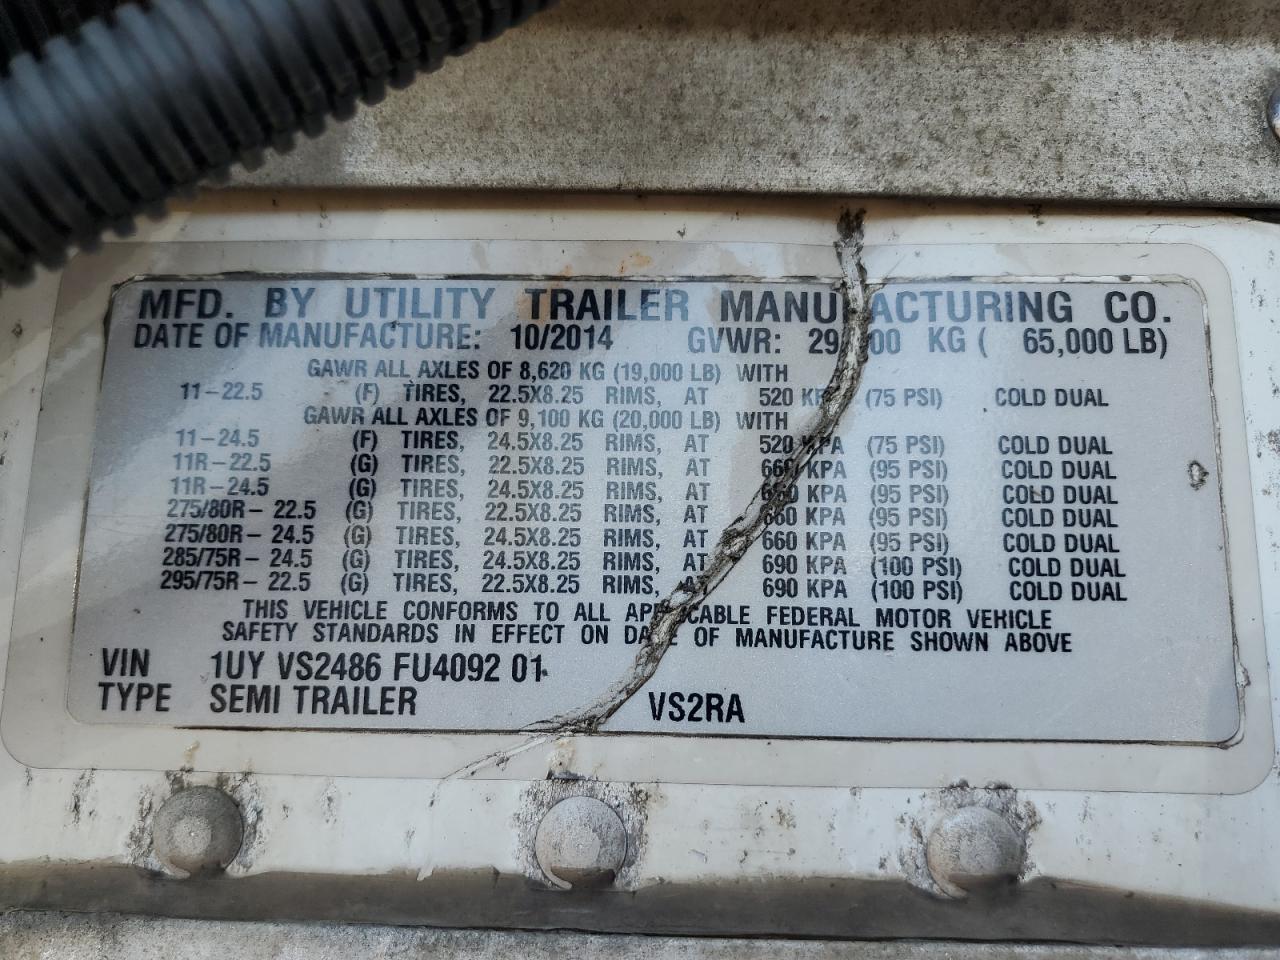 MFD. BY UTILITY TRAILER MANUFACTURING CO.
DATE OF MANUFACTURE: 10/2014 GVWR: KG ( 65,000 LB)
GAWR ALL AXLES OF 8,620 KG (19,000 LB) WITH
11-22.5 (F) TIRES, 22.5X8.25 RIMS, AT 520 KPA (75 PSI) COLD DUAL
GAWR ALL AXLES OF 9,100 KG (20,000 LB) WITH
11-24.5 (F) TIRES, 24.5X8.25 RIMS, AT 520 KPA (75 PSI) COLD DUAL
11R-22.5 (G) TIRES, 22.5X8.25 RIMS, AT 660 KPA (95 PSI) COLD DUAL
11R-24.5 (G) TIRES, 24.5X8.25 RIMS, AT 660 KPA (95 PSI) COLD DUAL
275/80R- 22.5 (G) TIRES, 22.5X8.25 RIMS, AT 660 KPA (95 PSI) COLD DUAL
275/80R- 24.5 (G) TIRES, 24.5X8.25 RIMS, AT 660 KPA (95 PSI) COLD DUAL
285/75R- 24.5 (G) TIRES, 24.5X8.25 RIMS, AT 690 KPA (100 PSI) COLD DUAL
295/75R- 22.5 (G) TIRES, 22.5X8.25 RIMS, AT 690 KPA (100 PSI) COLD DUAL
THIS VEHICLE CONFORMS TO ALL APPLICABLE FEDERAL MOTOR VEHICLE
SAFETY STANDARDS IN EFFECT ON DATE OF MANUFACTURE SHOWN ABOVE
VIN 1UY VS2486 FU4092 01
TYPE SEMI TRAILER VS2RA